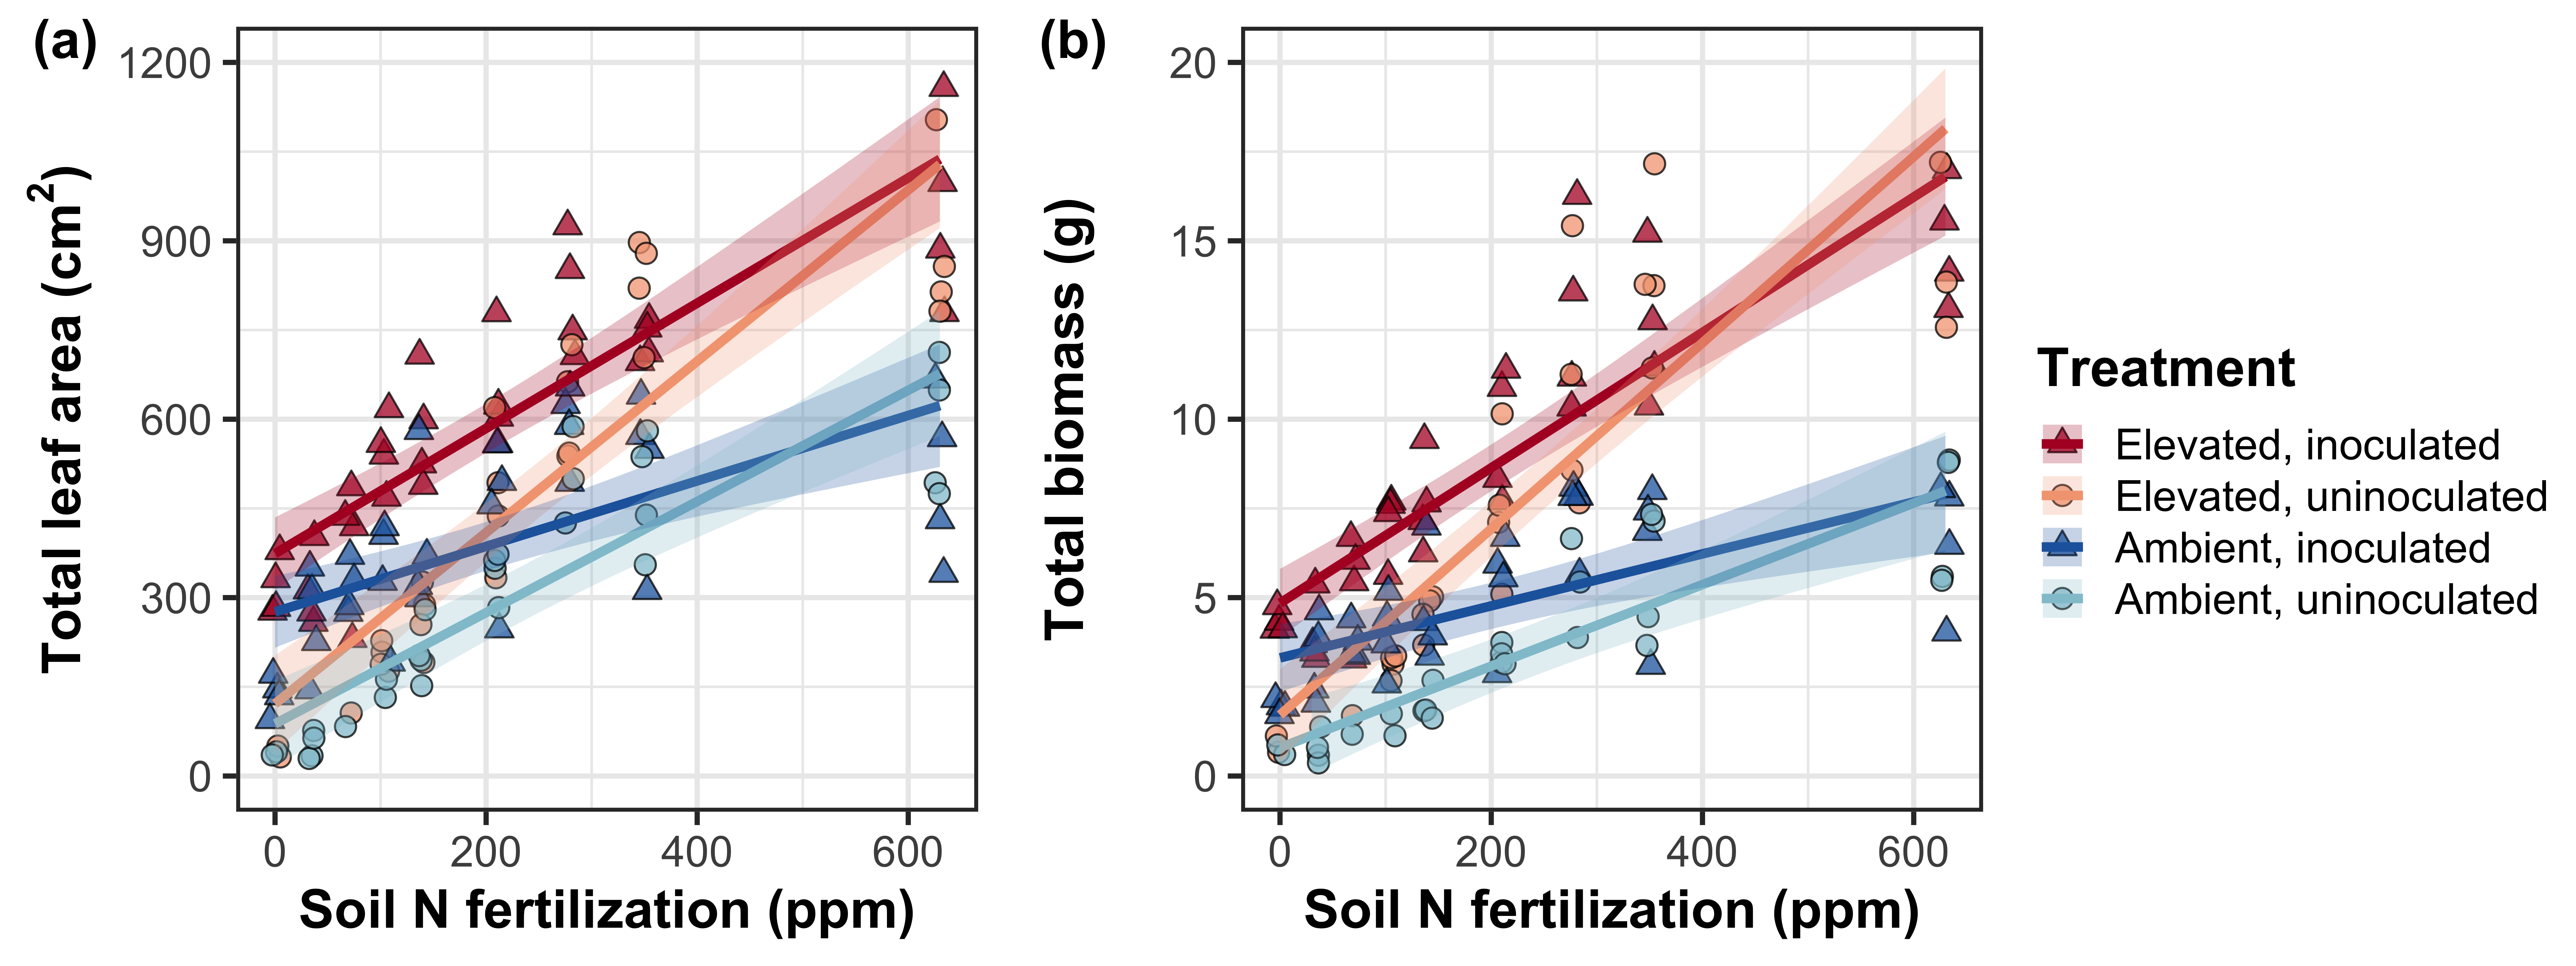 (a)
1200
900
600
300
0
Total leaf area (cm²)
0 200 400 600
Soil N fertilization (ppm)
(b)
20
15
10
5
0
Total biomass (g)
0 200 400 600
Soil N fertilization (ppm)
Treatment
Elevated, inoculated
Elevated, uninoculated
Ambient, inoculated
Ambient, uninoculated